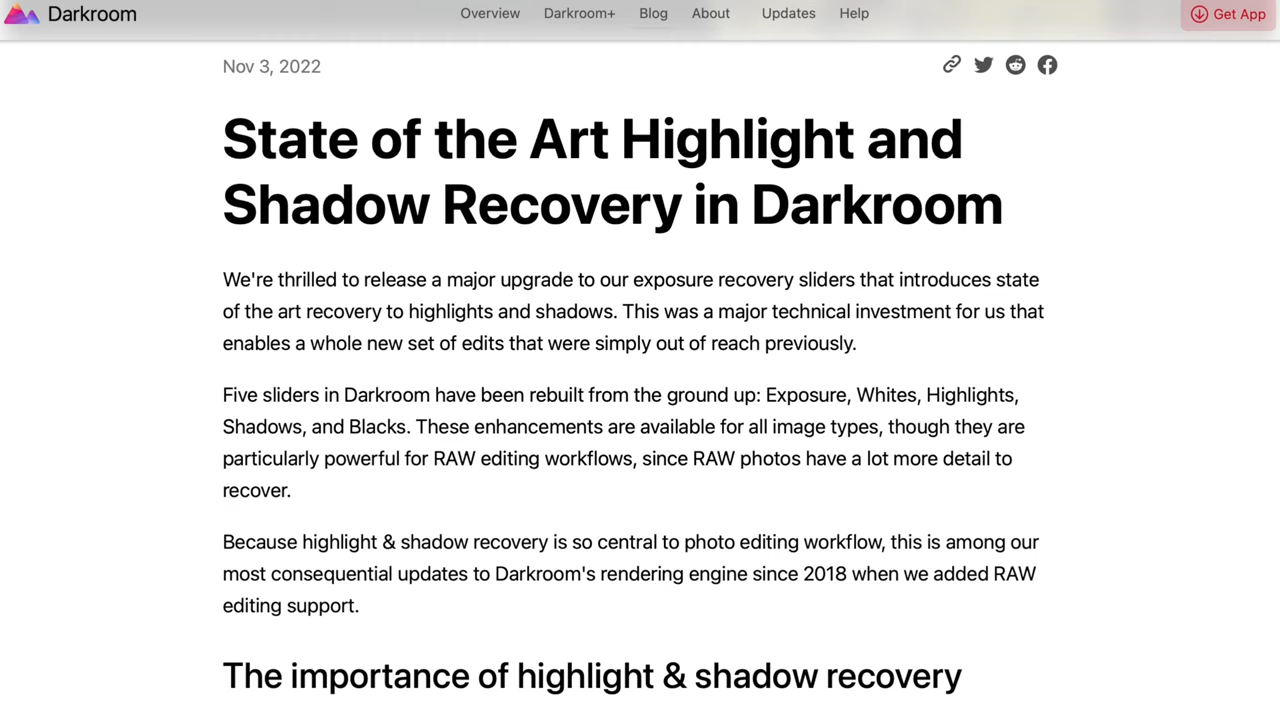 Darkroom
Overview Darkroom+ Blog About Updates Help
Get App
Nov 3, 2022
State of the Art Highlight and
Shadow Recovery in Darkroom
We're thrilled to release a major upgrade to our exposure recovery sliders that introduces state
of the art recovery to highlights and shadows. This was a major technical investment for us that
enables a whole new set of edits that were simply out of reach previously.
Five sliders in Darkroom have been rebuilt from the ground up: Exposure, Whites, Highlights,
Shadows, and Blacks. These enhancements are available for all image types, though they are
particularly powerful for RAW editing workflows, since RAW photos have a lot more detail to
recover.
Because highlight & shadow recovery is so central to photo editing workflow, this is among our
most consequential updates to Darkroom's rendering engine since 2018 when we added RAW
editing support.
The importance of highlight & shadow recovery